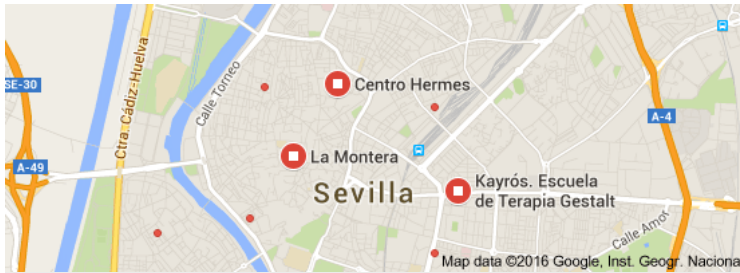 SE-30
Ctra. Cádiz-Huelva
Calle Torneo
Centro Hermes
A-4
La Montera
A-49
Kayrós. Escuela
de Terapia Gestalt
Sevilla
Calle Amor
Map data ©2016 Google, Inst. Geogr. Naciona